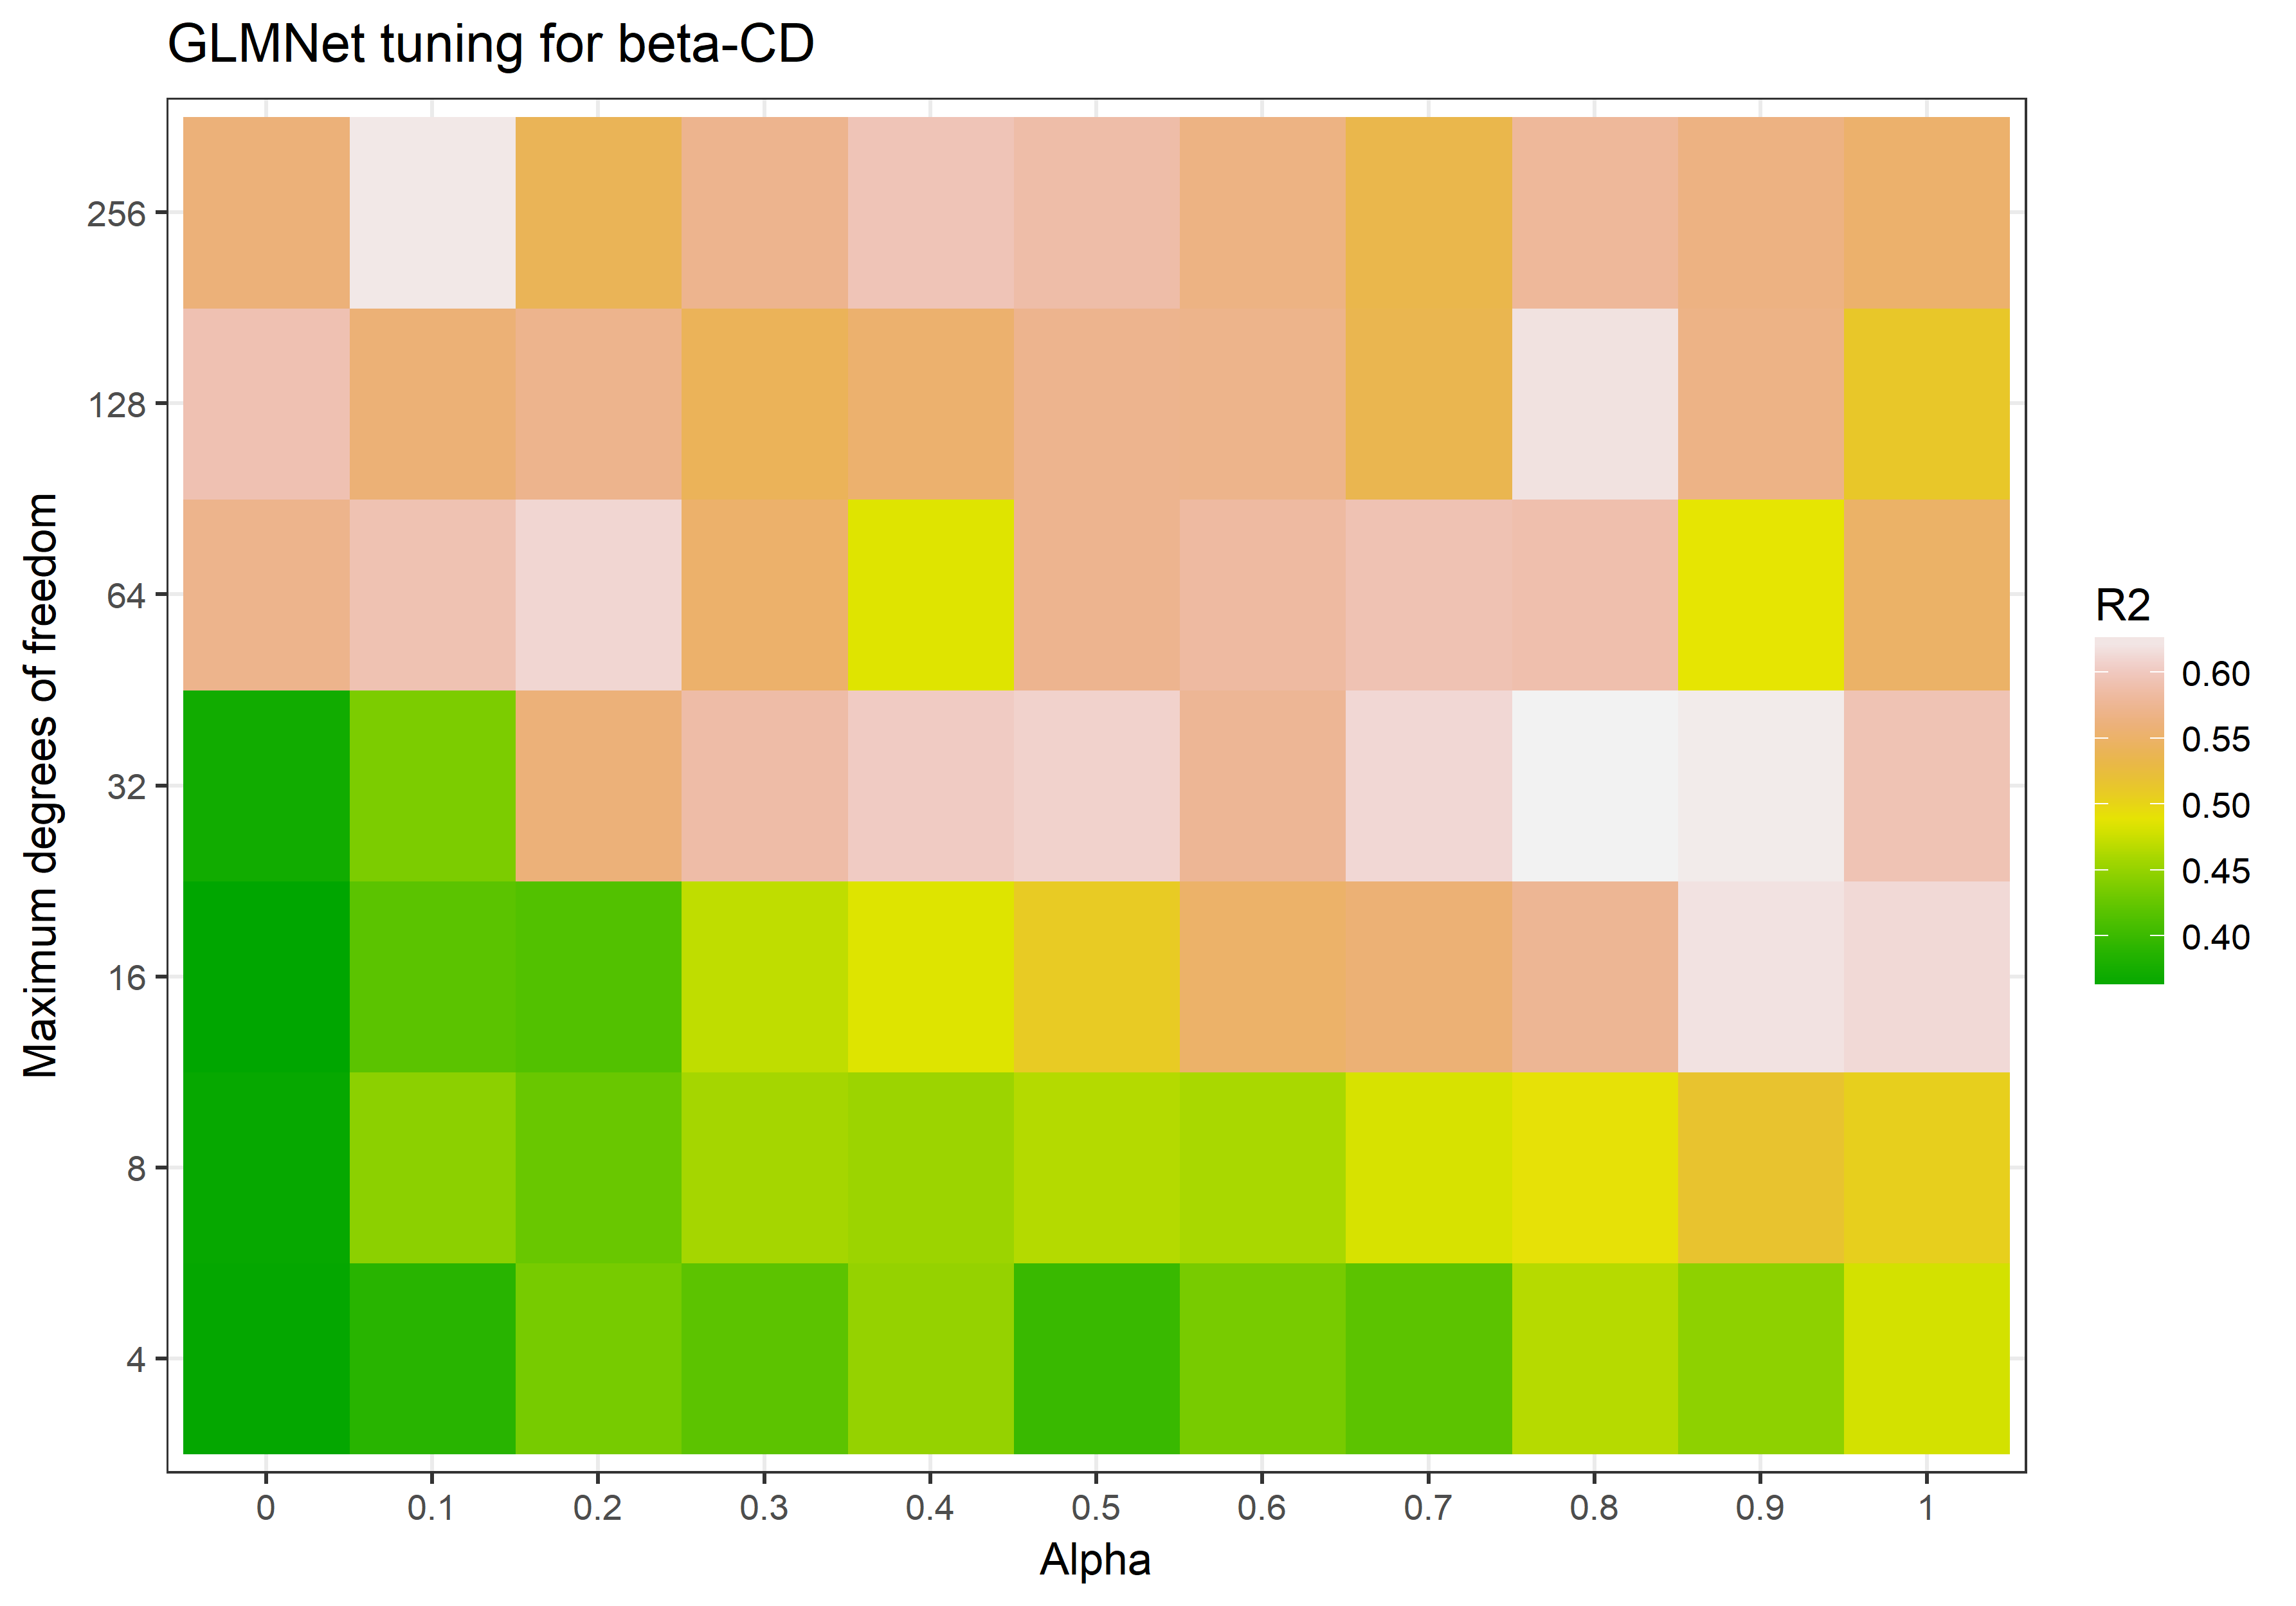 GLMNet tuning for beta-CD
Maximum degrees of freedom
256
128
64
32
16
8
4
0 0.1 0.2 0.3 0.4 0.5 0.6 0.7 0.8 0.9 1
Alpha
R2
0.60
0.55
0.50
0.45
0.40